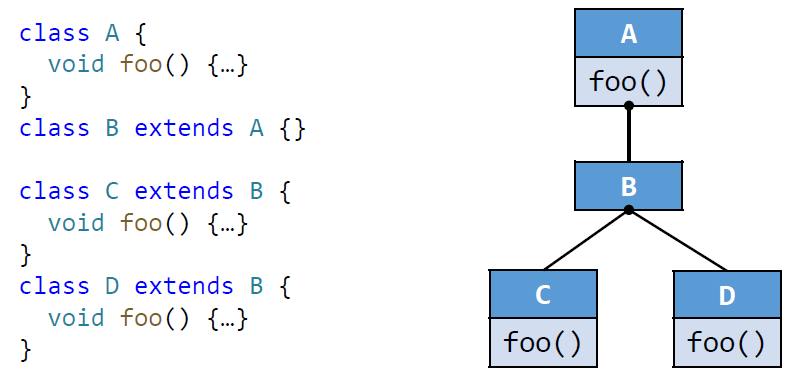 class A {
  void foo() {…}
}
class B extends A {}

class C extends B {
  void foo() {…}
}
class D extends B {
  void foo() {…}
}
A
foo()
B
C
foo()
D
foo()